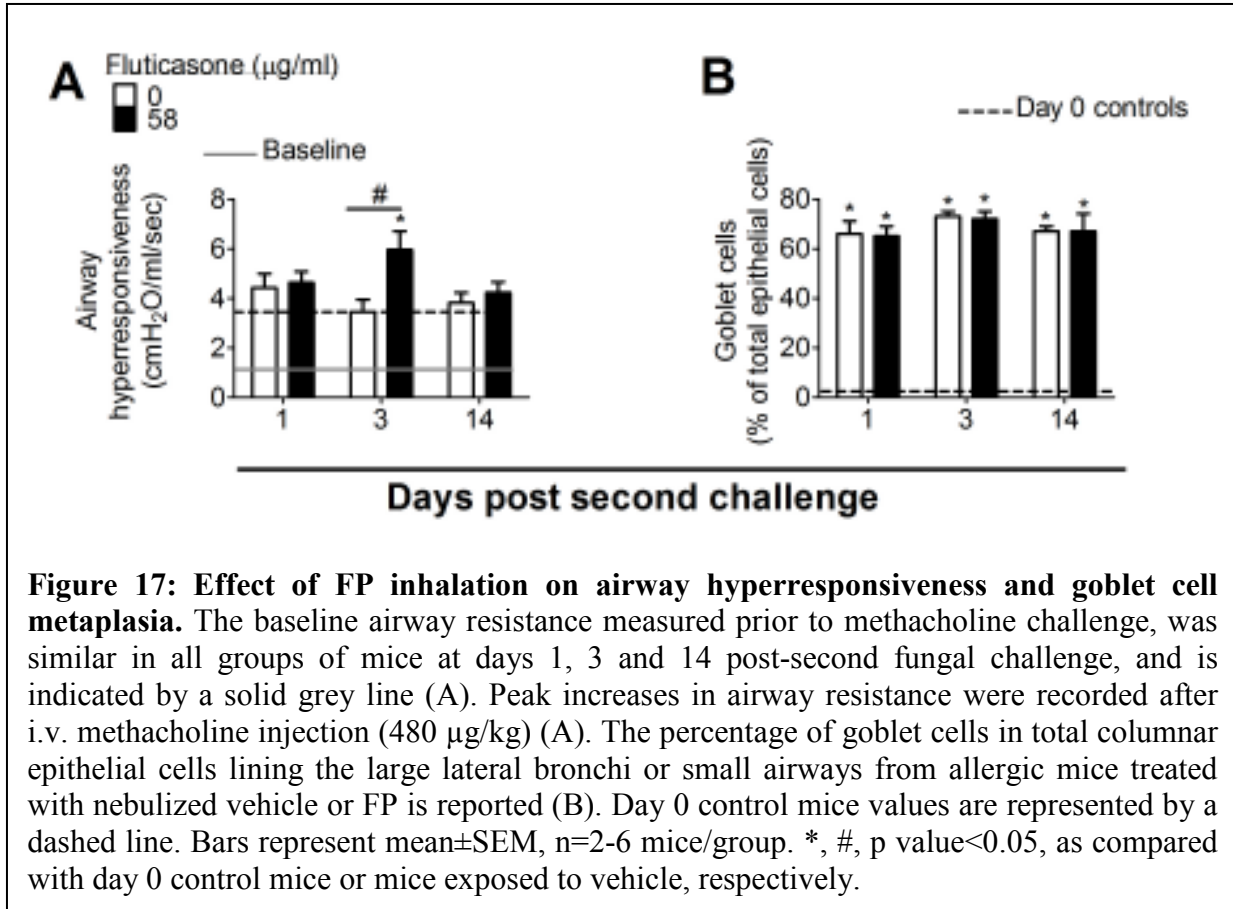 A
Fluticasone (µg/ml)
0
58
Baseline
Airway
hyperresponsiveness
(cmH₂O/ml/sec)
8
6
4
2
0
#
*
1
3
14
B
Day 0 controls
Goblet cells
(% of total epithelial cells)
80
60
40
20
0
* * * * * *
1
3
14
Days post second challenge
Figure 17: Effect of FP inhalation on airway hyperresponsiveness and goblet cell
metaplasia. The baseline airway resistance measured prior to methacholine challenge, was
similar in all groups of mice at days 1, 3 and 14 post-second fungal challenge, and is
indicated by a solid grey line (A). Peak increases in airway resistance were recorded after
i.v. methacholine injection (480 µg/kg) (A). The percentage of goblet cells in total columnar
epithelial cells lining the large lateral bronchi or small airways from allergic mice treated
with nebulized vehicle or FP is reported (B). Day 0 control mice values are represented by a
dashed line. Bars represent mean±SEM, n=2-6 mice/group. *, #, p value<0.05, as compared
with day 0 control mice or mice exposed to vehicle, respectively.